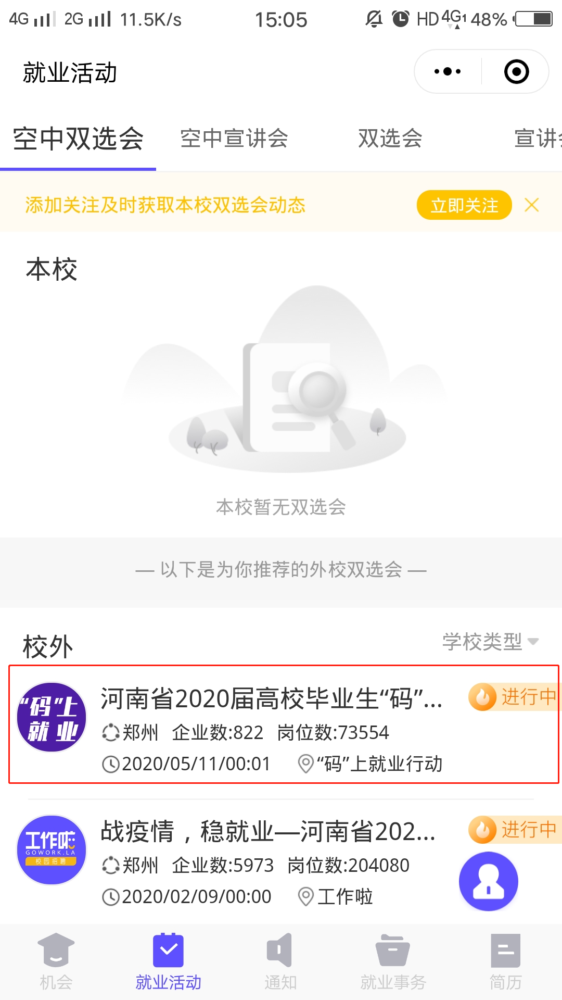 4G 2G 11.5K/s 15:05 HD 4G1 48%
就业活动
空中双选会 空中宣讲会 双选会 宣讲
添加关注及时获取本校双选会动态 立即关注
本校
本校暂无双选会
— 以下是为你推荐的外校双选会 —
校外 学校类型
“码”上
就业
河南省2020届高校毕业生“码”... 进行中
郑州 企业数:822 岗位数:73554
2020/05/11/00:01 “码”上就业行动
工作啦
GOWORK.LA
校园招聘
战疫情，稳就业—河南省202... 进行中
郑州 企业数:5973 岗位数:204080
2020/02/09/00:00 工作啦
机会 就业活动 通知 就业事务 简历